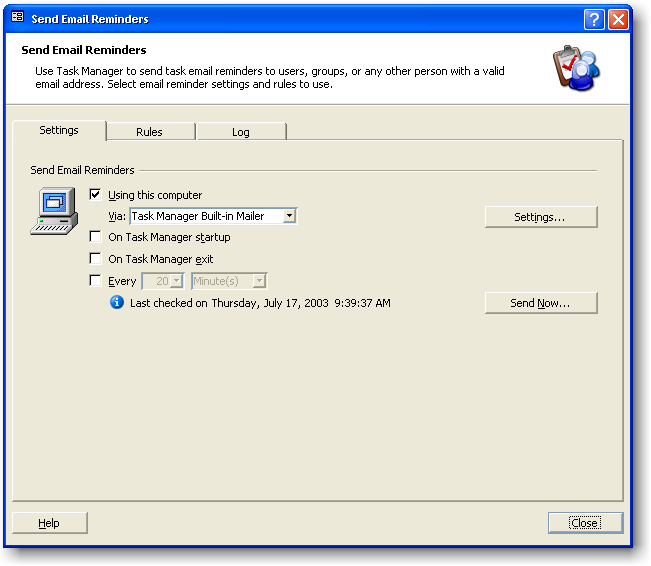 Send Email Reminders
Send Email Reminders
Use Task Manager to send task email reminders to users, groups, or any other person with a valid
email address. Select email reminder settings and rules to use.
Settings
Rules
Log
Send Email Reminders
Using this computer
Via: Task Manager Built-in Mailer
Settings...
On Task Manager startup
On Task Manager exit
Every 20 Minute(s)
Last checked on Thursday, July 17, 2003 9:39:37 AM
Send Now...
Help
Close